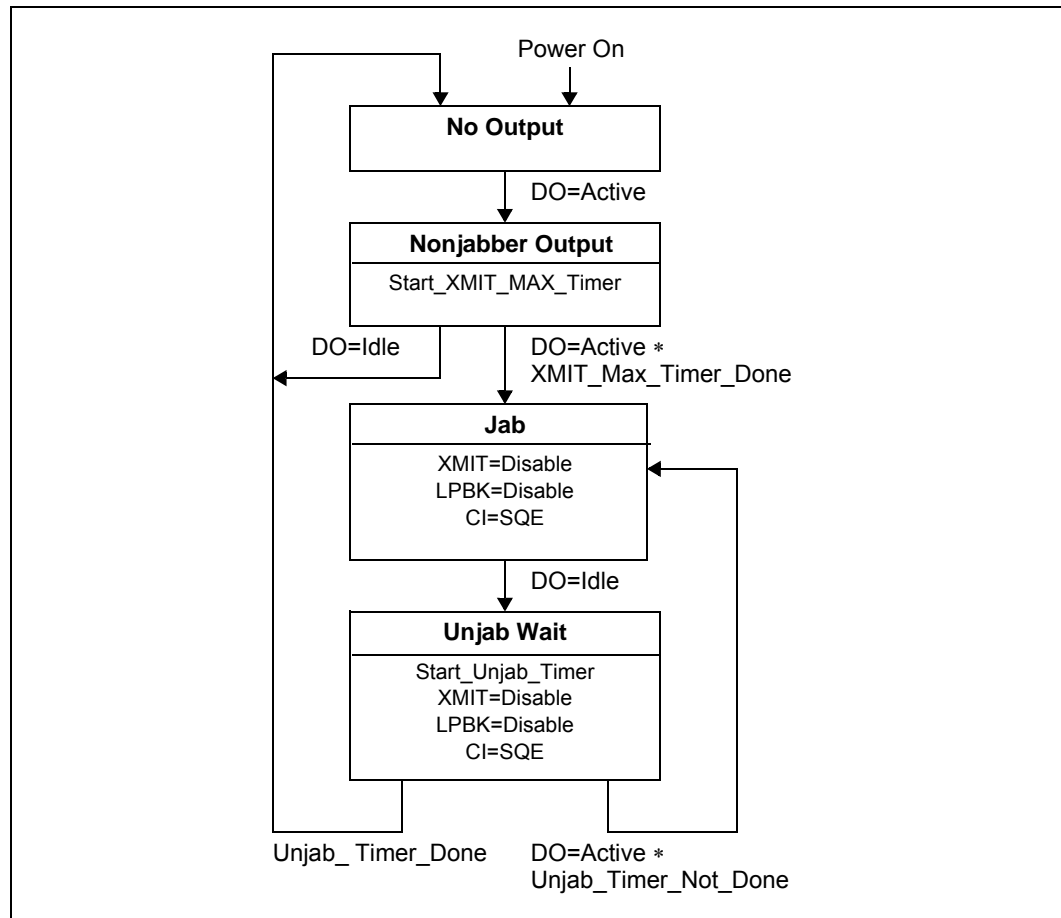 Power On
No Output
DO=Active
Nonjabber Output
Start_XMIT_MAX_Timer
DO=Idle
DO=Active *
XMIT_Max_Timer_Done
Jab
XMIT=Disable
LPBK=Disable
CI=SQE
DO=Idle
Unjab Wait
Start_Unjab_Timer
XMIT=Disable
LPBK=Disable
CI=SQE
Unjab_ Timer_Done
DO=Active *
Unjab_Timer_Not_Done